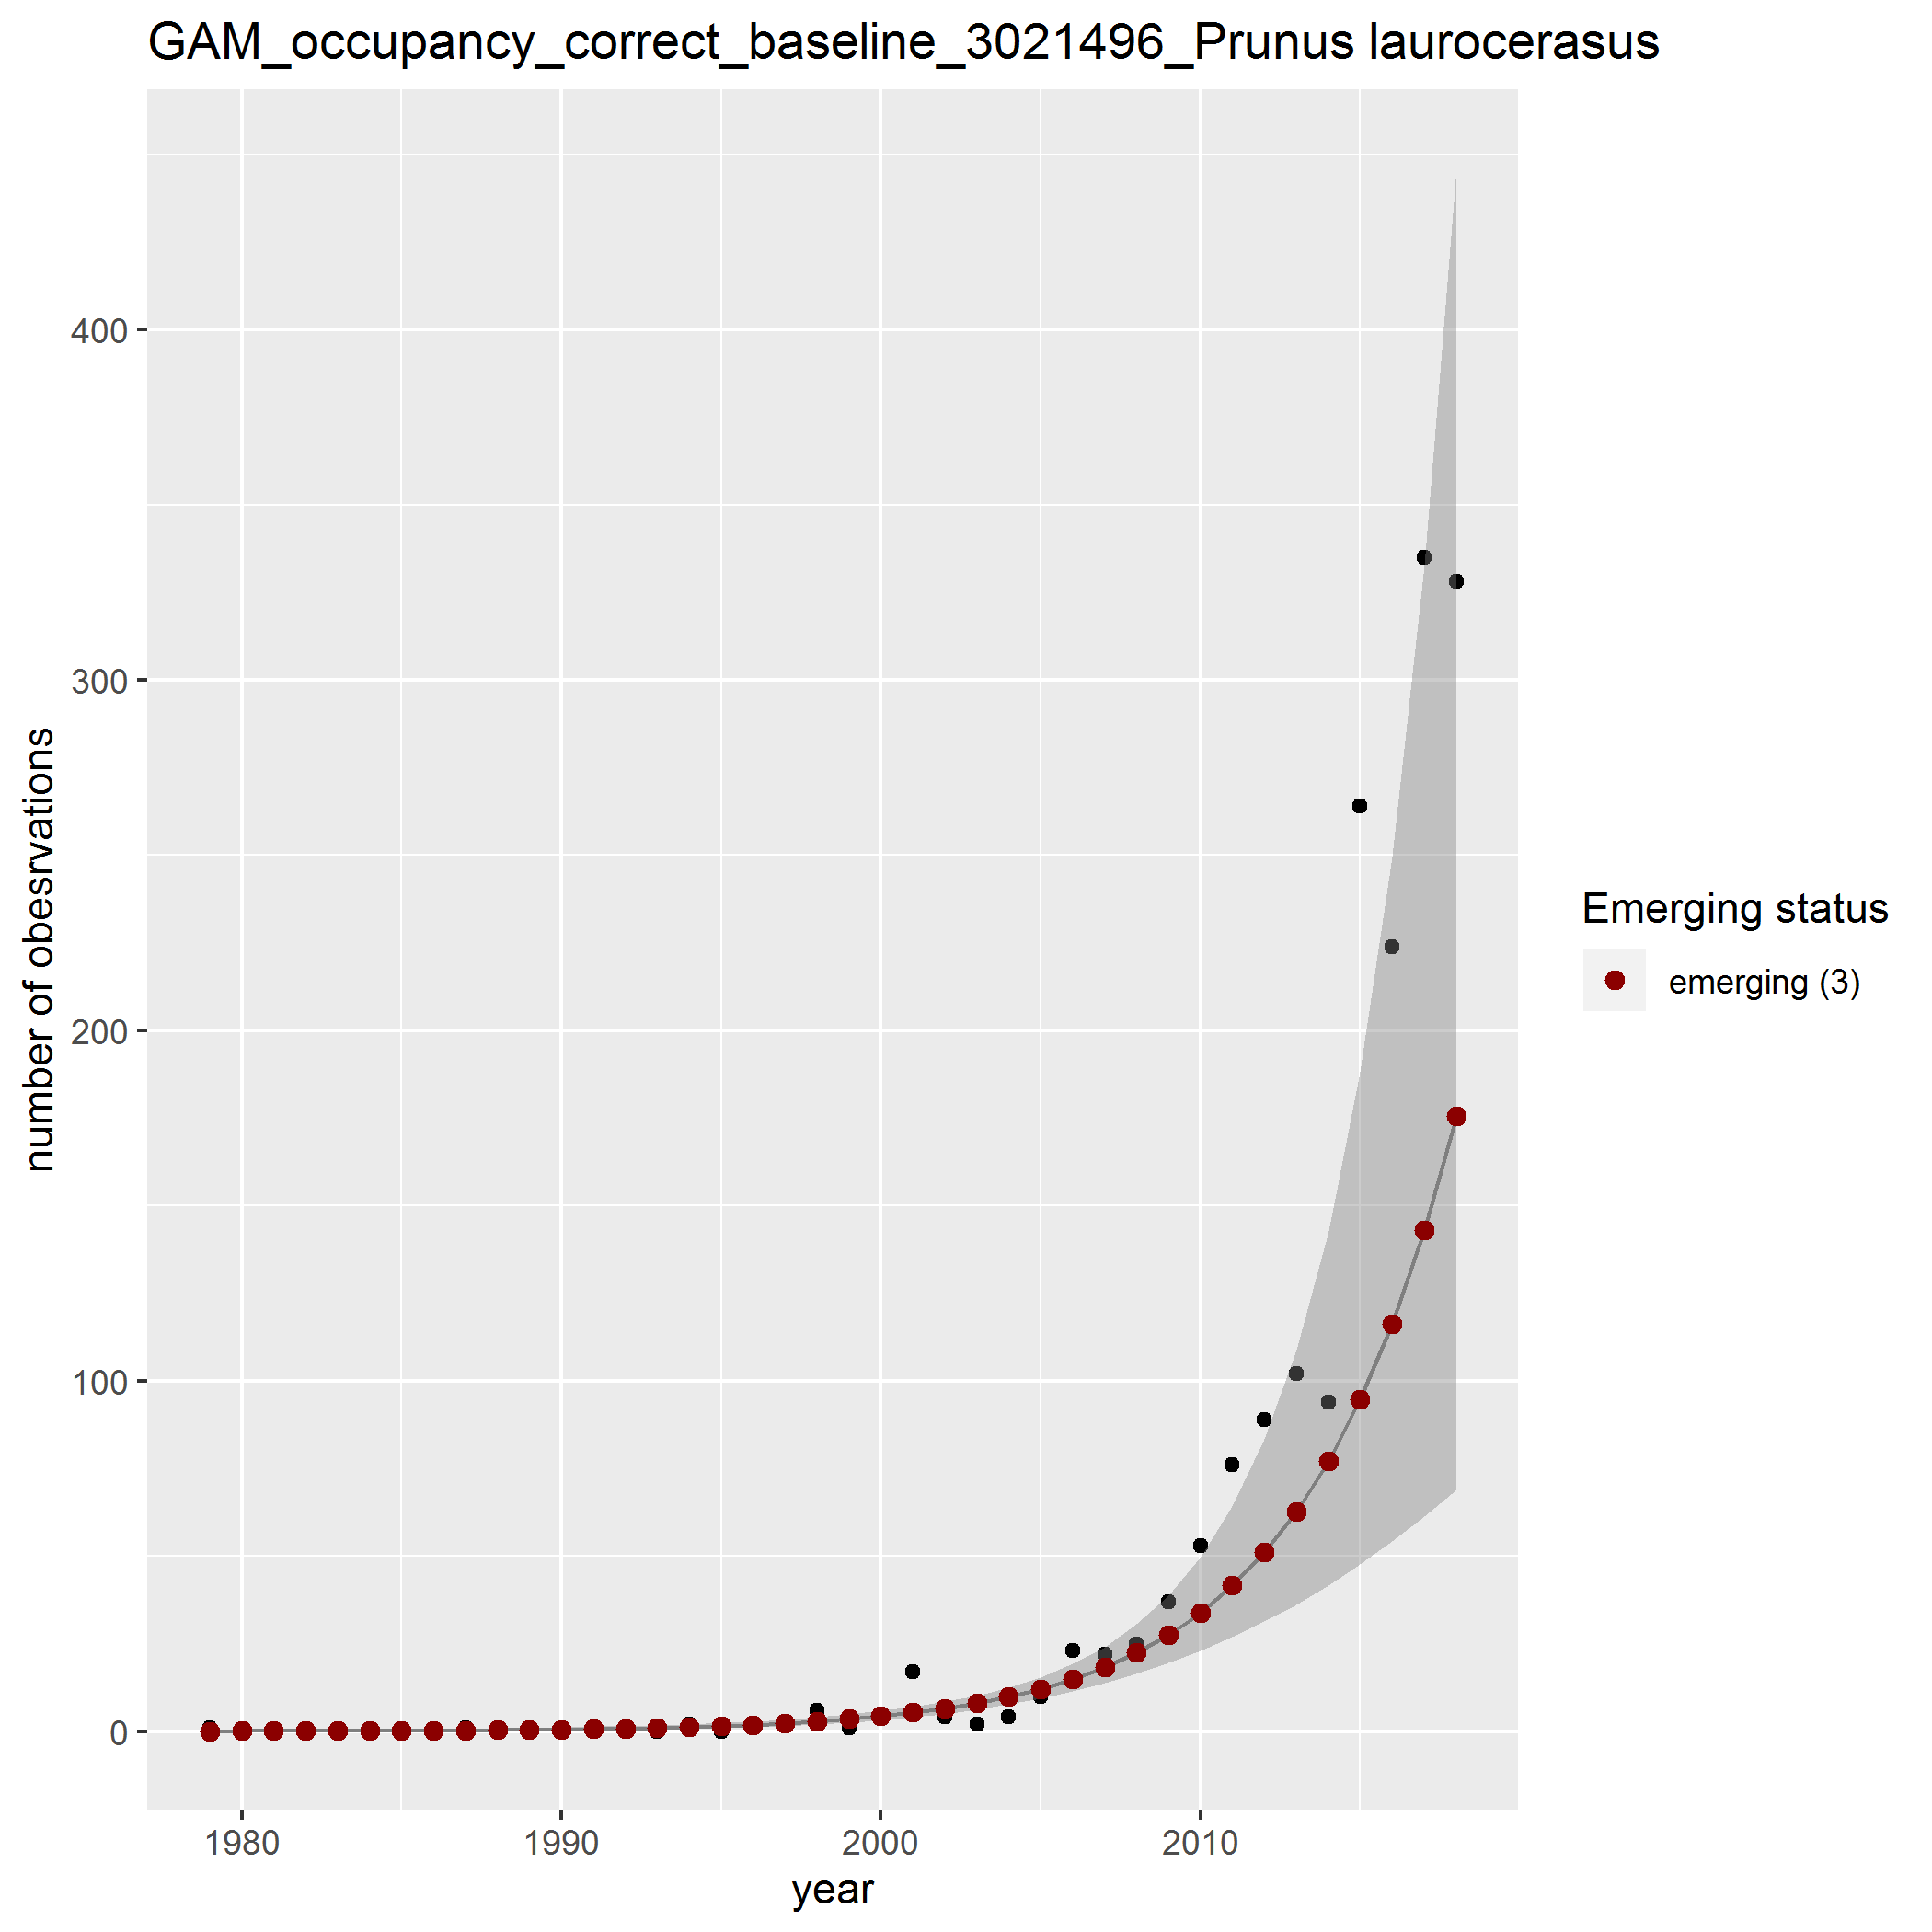 GAM_occupancy_correct_baseline_3021496_Prunus laurocerasus
number of obesrvations
400
300
200
100
0
1980 1990 2000 2010
year
Emerging status
emerging (3)